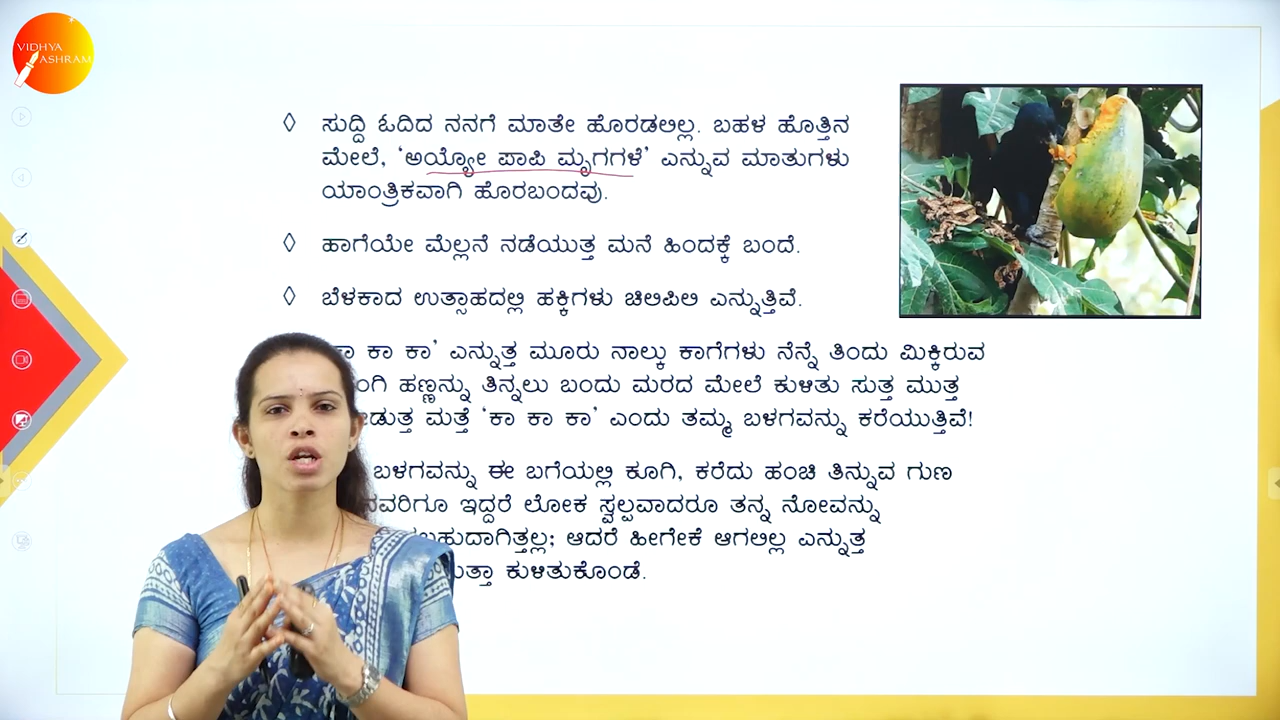 VIDHYA
ASHRAM
◊ ಸುದ್ದಿ ಓದಿದ ನನಗೆ ಮಾತೇ ಹೊರಡಲಿಲ್ಲ. ಬಹಳ ಹೊತ್ತಿನ
ಮೇಲೆ, ‘ಅಯ್ಯೋ ಪಾಪಿ ಮೃಗಗಳೆ’ ಎನ್ನುವ ಮಾತುಗಳು
ಯಾಂತ್ರಿಕವಾಗಿ ಹೊರಬಂದವು.
◊ ಹಾಗೆಯೇ ಮೆಲ್ಲನೆ ನಡೆಯುತ್ತ ಮನೆ ಹಿಂದಕ್ಕೆ ಬಂದೆ.
◊ ಬೆಳಕಾದ ಉತ್ಸಾಹದಲ್ಲಿ ಹಕ್ಕಿಗಳು ಚಿಲಿಪಿಲಿ ಎನ್ನುತ್ತಿವೆ.
ಕಾ ಕಾ’ ಎನ್ನುತ್ತ ಮೂರು ನಾಲ್ಕು ಕಾಗೆಗಳು ನೆನ್ನೆ ತಿಂದು ಮಿಕ್ಕಿರುವ
ಹಣ್ಣನ್ನು ತಿನ್ನಲು ಬಂದು ಮರದ ಮೇಲೆ ಕುಳಿತು ಸುತ್ತ ಮುತ್ತ
ಮತ್ತೆ ‘ಕಾ ಕಾ ಕಾ’ ಎಂದು ತಮ್ಮ ಬಳಗವನ್ನು ಕರೆಯುತ್ತಿವೆ!
ಬಳಗವನ್ನು ಈ ಬಗೆಯಲ್ಲಿ ಕೂಗಿ, ಕರೆದು ಹಂಚಿ ತಿನ್ನುವ ಗುಣ
ಇದ್ದರೆ ಲೋಕ ಸ್ವಲ್ಪವಾದರೂ ತನ್ನ ನೋವನ್ನು
ಆದರೆ ಹೀಗೇಕೆ ಆಗಲಿಲ್ಲ ಎನ್ನುತ್ತ
ಕುಳಿತುಕೊಂಡೆ.